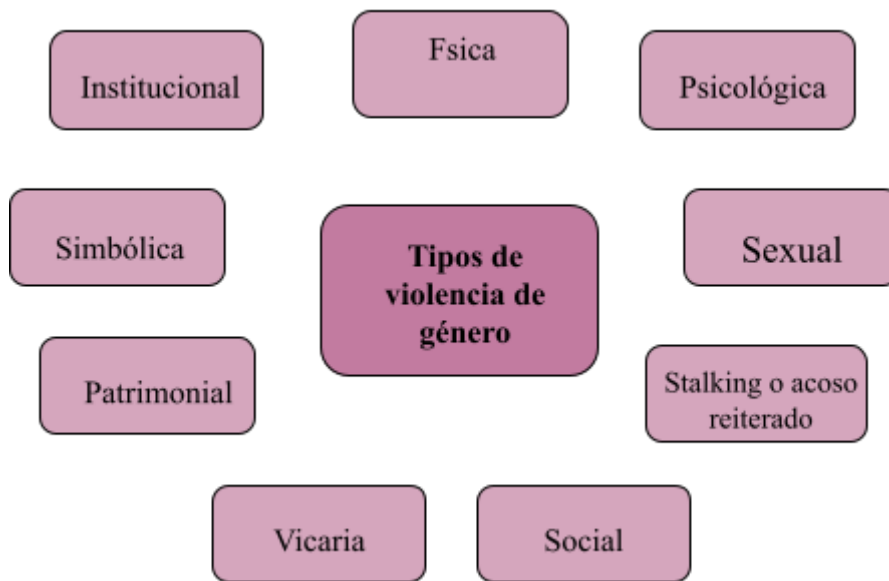 Fsica
Institucional
Psicológica
Simbólica
Tipos de
violencia de
género
Sexual
Patrimonial
Stalking o acoso
reiterado
Vicaria
Social